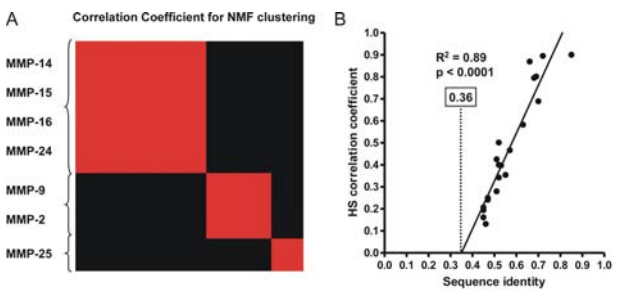 A
Correlation Coefficient for NMF clustering
MMP-14
MMP-15
MMP-16
MMP-24
MMP-9
MMP-2
MMP-25
B
HS correlation coefficient
1.0
0.9
0.8
0.7
0.6
0.5
0.4
0.3
0.2
0.1
0.0
R² = 0.89
p < 0.0001
0.36
0.0 0.1 0.2 0.3 0.4 0.5 0.6 0.7 0.8 0.9 1.0
Sequence identity